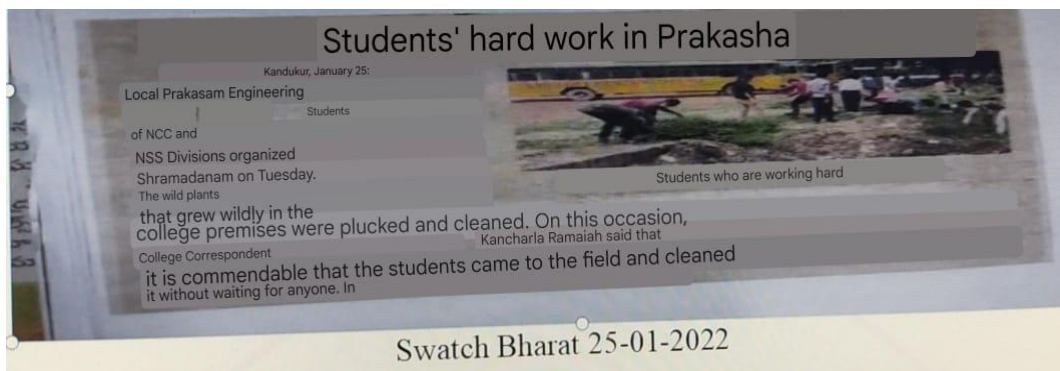 Students' hard work in Prakasha
Kandukur, January 25:
Local Prakasam Engineering
Students
of NCC and
NSS Divisions organized
Shramadanam on Tuesday.
The wild plants
that grew wildly in the
college premises were plucked and cleaned. On this occasion,
Kancharla Ramaiah said that
College Correspondent
it is commendable that the students came to the field and cleaned
it without waiting for anyone. In
Students who are working hard
Swatch Bharat 25-01-2022